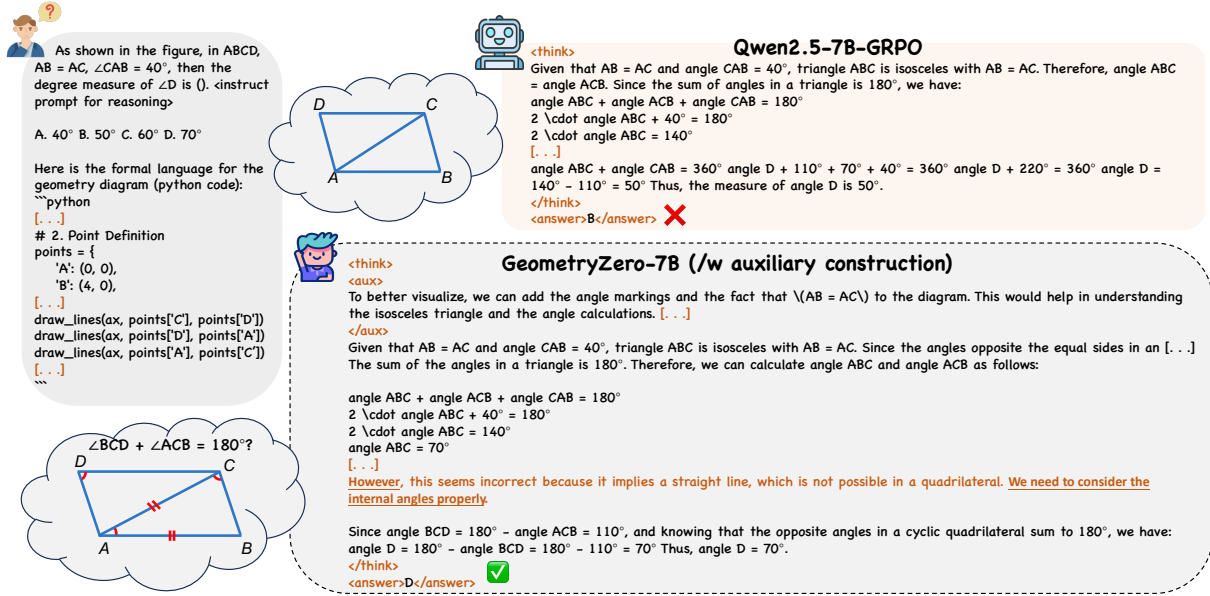 As shown in the figure, in ABCD,
AB = AC, ∠CAB = 40°, then the
degree measure of ∠D is (). <instruct
prompt for reasoning>
A. 40° B. 50° C. 60° D. 70°
Here is the formal language for the
geometry diagram (python code):
```python
[. . .]
# 2. Point Definition
points = {
'A': (0, 0),
'B': (4, 0),
[. . .]
draw_lines(ax, points['C'], points['D'])
draw_lines(ax, points['D'], points['A'])
draw_lines(ax, points['A'], points['C'])
[. . .]
```
D
C
A
B
Qwen2.5-7B-GRPO
<think>
Given that AB = AC and angle CAB = 40°, triangle ABC is isosceles with AB = AC. Therefore, angle ABC
= angle ACB. Since the sum of angles in a triangle is 180°, we have:
angle ABC + angle ACB + angle CAB = 180°
2 \cdot angle ABC + 40° = 180°
2 \cdot angle ABC = 140°
[. . .]
angle ABC + angle CAB = 360° angle D + 110° + 70° + 40° = 360° angle D + 220° = 360° angle D =
140° - 110° = 50° Thus, the measure of angle D is 50°.
</think>
<answer>B</answer>
GeometryZero-7B (/w auxiliary construction)
<think>
<aux>
To better visualize, we can add the angle markings and the fact that \(AB = AC\) to the diagram. This would help in understanding
the isosceles triangle and the angle calculations. [. . .]
</aux>
Given that AB = AC and angle CAB = 40°, triangle ABC is isosceles with AB = AC. Since the angles opposite the equal sides in an [. . .]
The sum of the angles in a triangle is 180°. Therefore, we can calculate angle ABC and angle ACB as follows:
angle ABC + angle ACB + angle CAB = 180°
2 \cdot angle ABC + 40° = 180°
2 \cdot angle ABC = 140°
angle ABC = 70°
[. . .]
However, this seems incorrect because it implies a straight line, which is not possible in a quadrilateral. We need to consider the
internal angles properly.
Since angle BCD = 180° - angle ACB = 110°, and knowing that the opposite angles in a cyclic quadrilateral sum to 180°, we have:
angle D = 180° - angle BCD = 180° - 110° = 70° Thus, angle D = 70°.
</think>
<answer>D</answer>
∠BCD + ∠ACB = 180°?
D
C
A
B